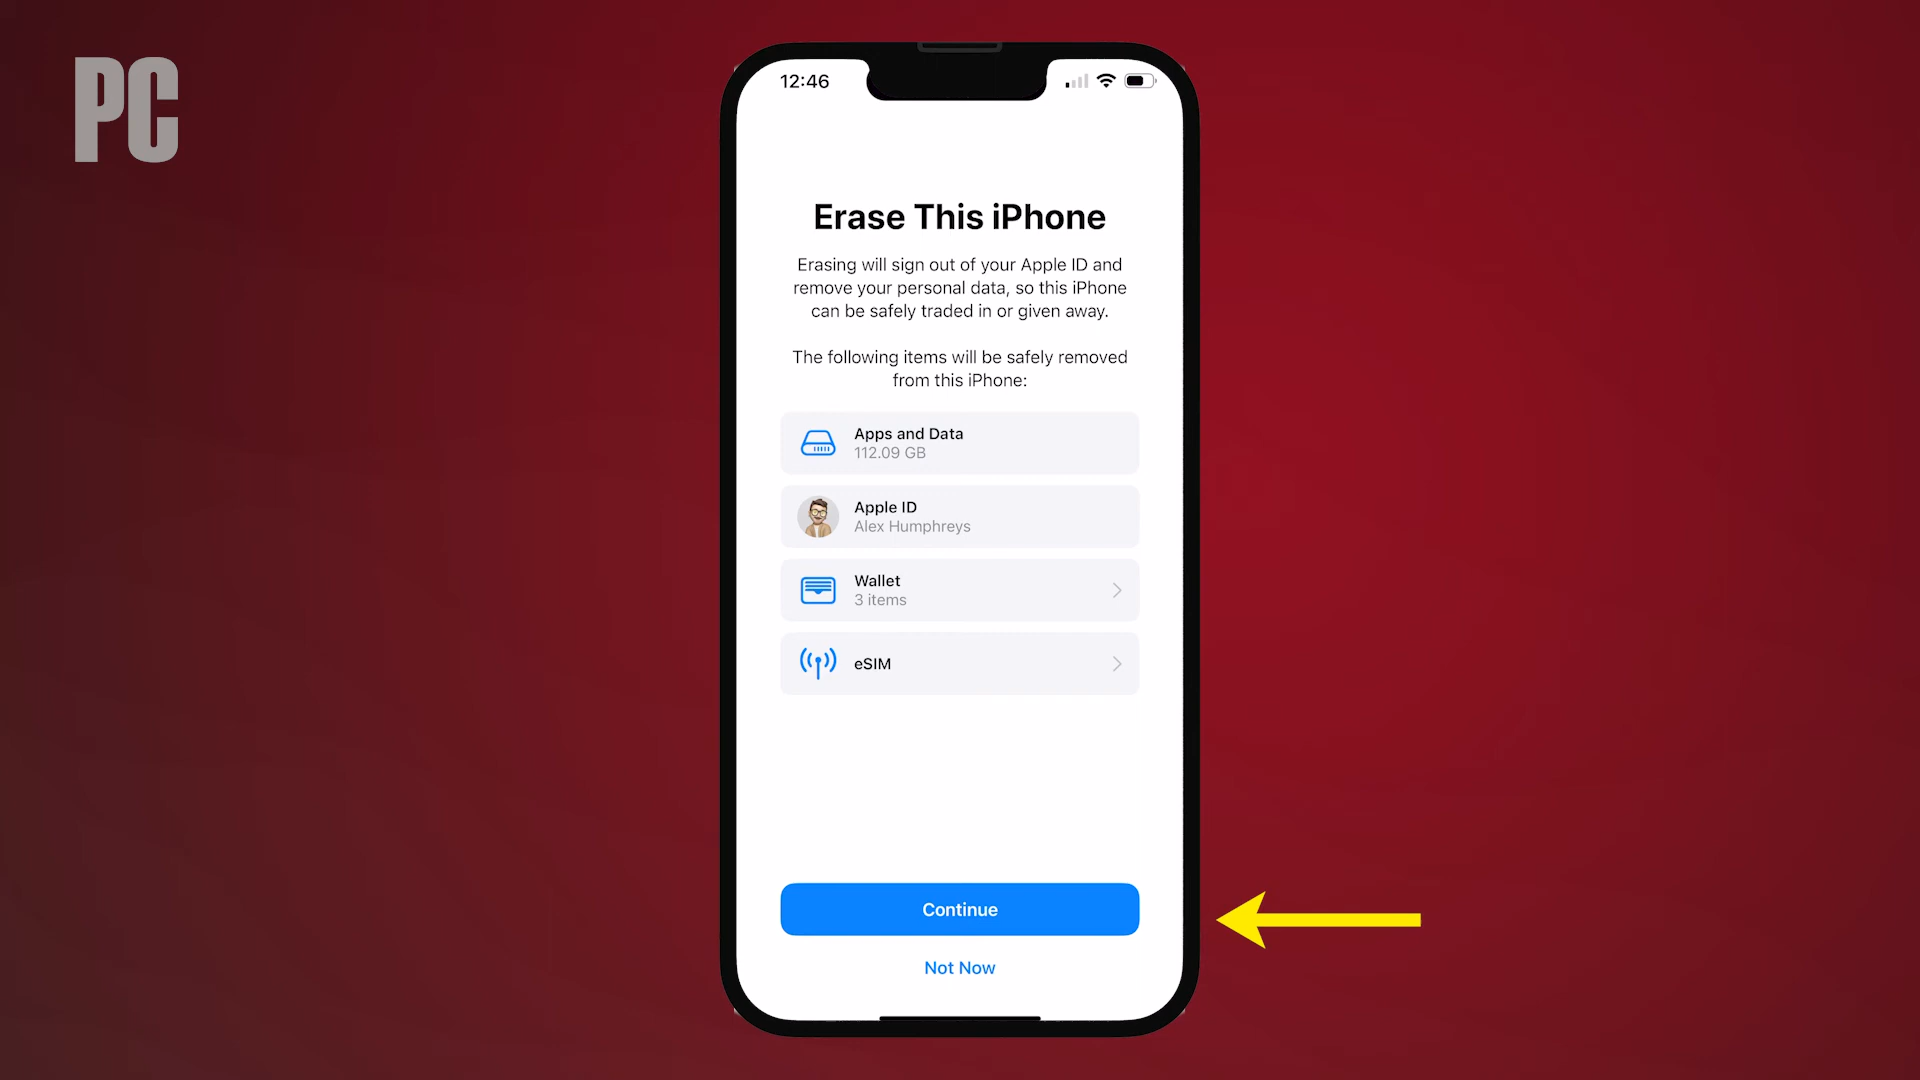 PC
12:46
Erase This iPhone
Erasing will sign out of your Apple ID and
remove your personal data, so this iPhone
can be safely traded in or given away.
The following items will be safely removed
from this iPhone:
Apps and Data
112.09 GB
Apple ID
Alex Humphreys
Wallet
3 items
eSIM
Continue
Not Now